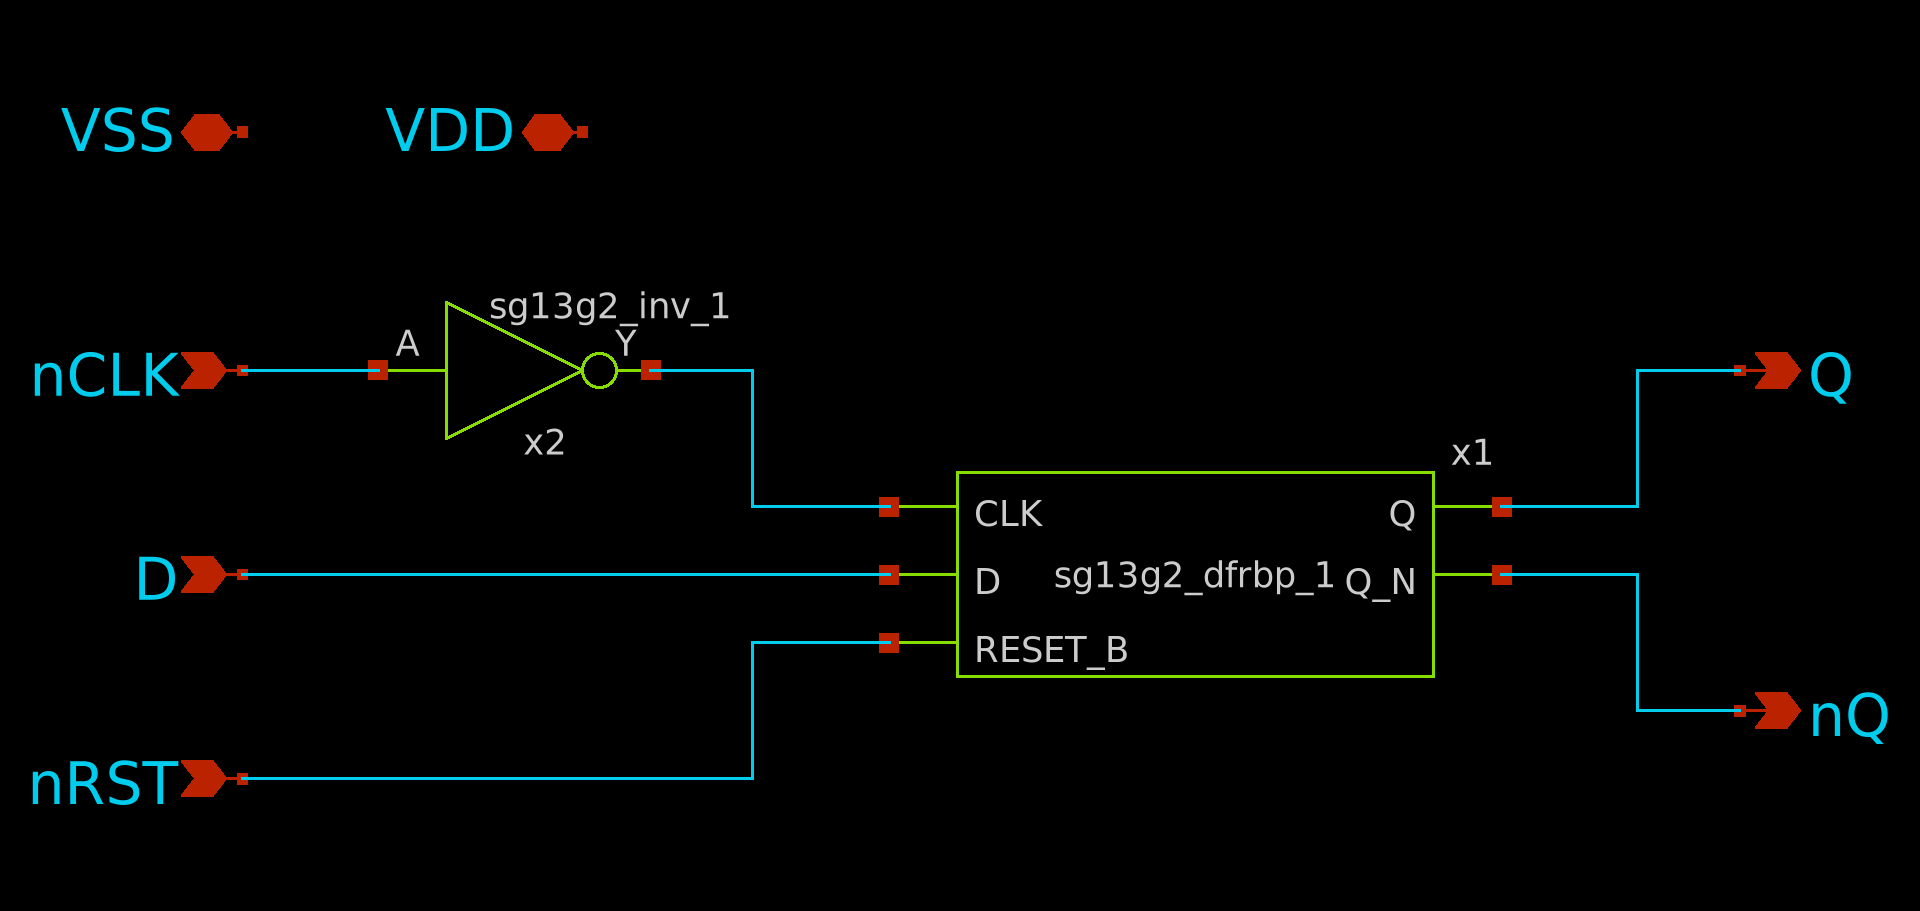 VSS
VDD
sg13g2_inv_1
A
Y
nCLK
x2
Q
x1
CLK
Q
D
D
sg13g2_dfrbp_1
Q_N
RESET_B
nQ
nRST